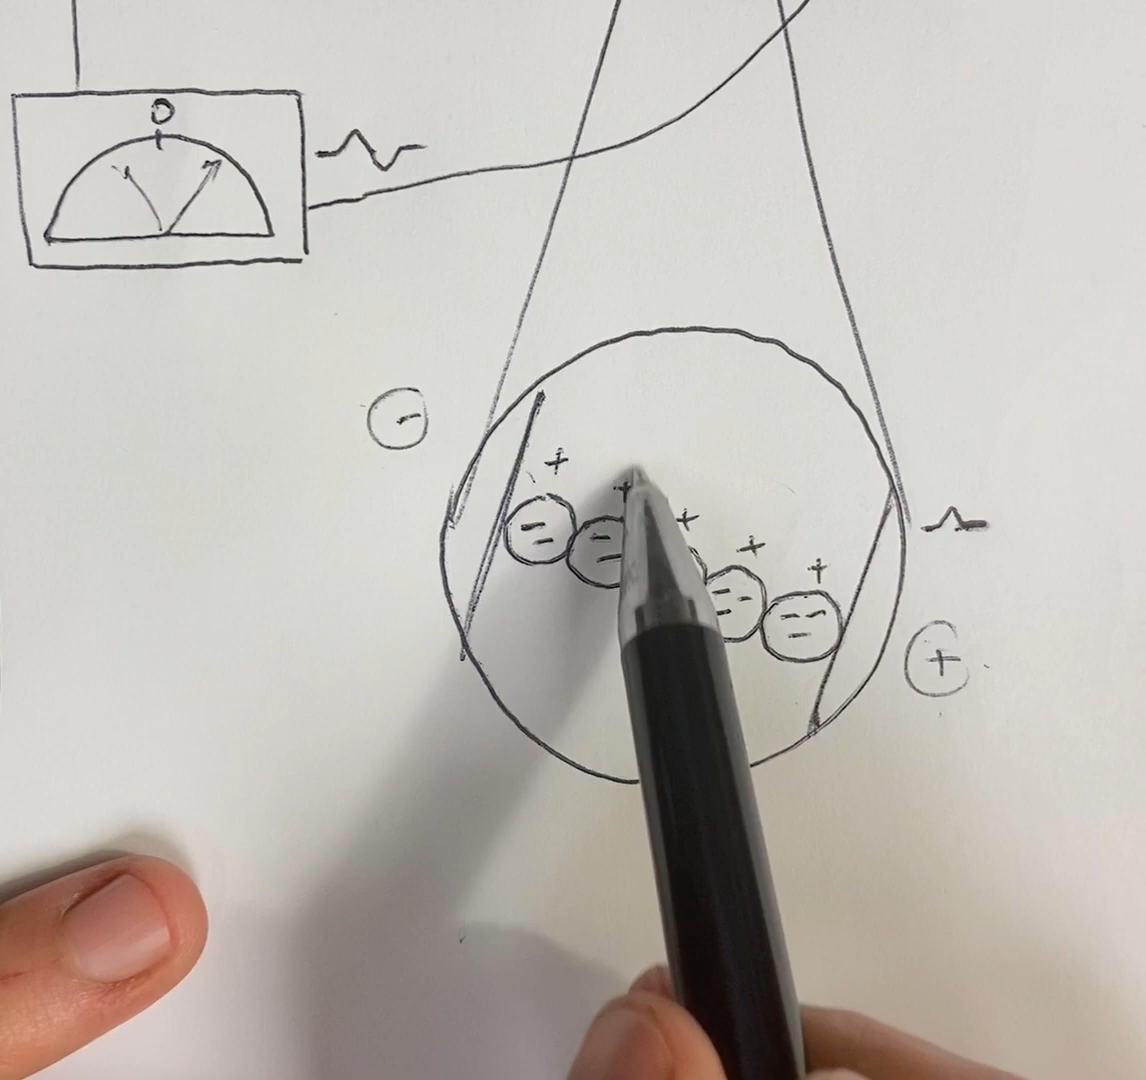 0
-
+ + + + +
+